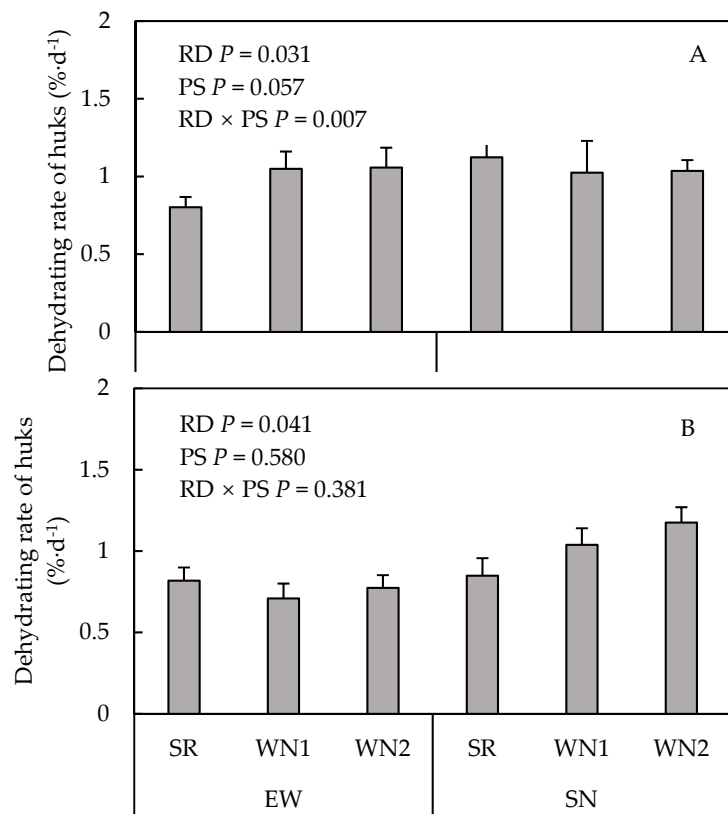 Dehydrating rate of huks (%·d⁻¹)
2
1.5
1
0.5
0
RD P = 0.031
PS P = 0.057
RD × PS P = 0.007
A
Dehydrating rate of huks
(%·d⁻¹)
2
1.5
1
0.5
0
RD P = 0.041
PS P = 0.580
RD × PS P = 0.381
B
SR WN1 WN2 SR WN1 WN2
EW SN